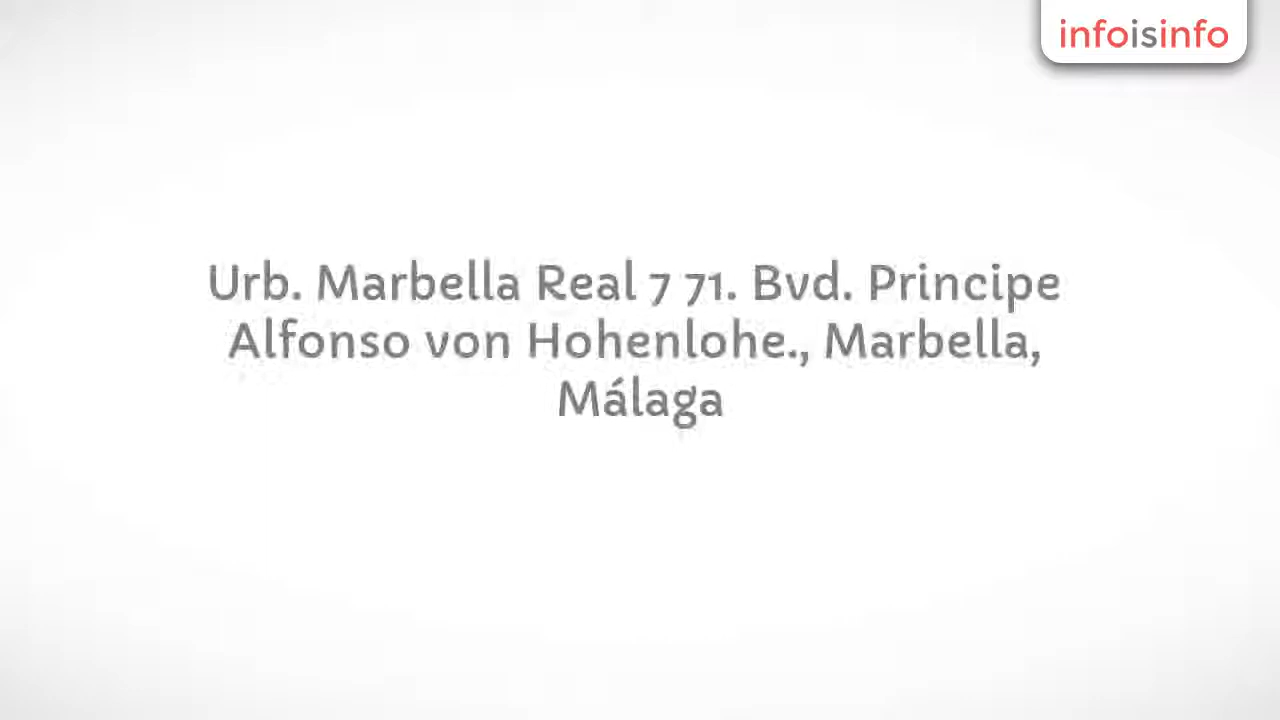 infoisinfo
Urb. Marbella Real 7 71. Bvd. Principe
Alfonso von Hohenlohe., Marbella,
Málaga